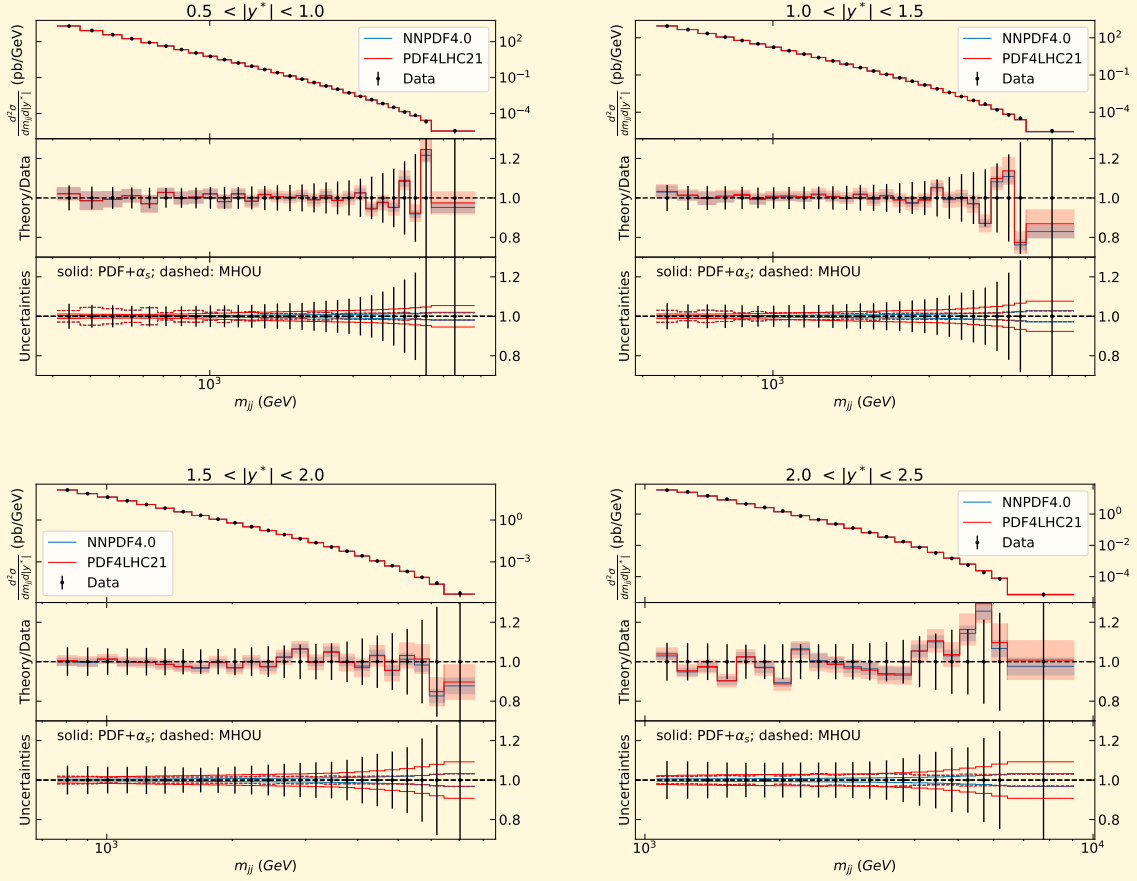 0.5 < |y*| < 1.0
d²σ/dm_jj d|y*| (pb/GeV)
NNPDF4.0
PDF4LHC21
Data
10²
10⁻¹
10⁻⁴
Theory/Data
1.2
1.0
0.8
solid: PDF+α_s; dashed: MHOU
Uncertainties
1.2
1.0
0.8
10³
m_jj (GeV)
1.0 < |y*| < 1.5
d²σ/dm_jj d|y*| (pb/GeV)
NNPDF4.0
PDF4LHC21
Data
10²
10⁻¹
10⁻⁴
Theory/Data
1.2
1.0
0.8
solid: PDF+α_s; dashed: MHOU
Uncertainties
1.2
1.0
0.8
10³
m_jj (GeV)
1.5 < |y*| < 2.0
d²σ/dm_jj d|y*| (pb/GeV)
NNPDF4.0
PDF4LHC21
Data
10⁰
10⁻³
Theory/Data
1.2
1.0
0.8
solid: PDF+α_s; dashed: MHOU
Uncertainties
1.2
1.0
0.8
10³
m_jj (GeV)
2.0 < |y*| < 2.5
d²σ/dm_jj d|y*| (pb/GeV)
NNPDF4.0
PDF4LHC21
Data
10⁰
10⁻²
10⁻⁴
Theory/Data
1.2
1.0
0.8
solid: PDF+α_s; dashed: MHOU
Uncertainties
1.2
1.0
0.8
10³
10⁴
m_jj (GeV)